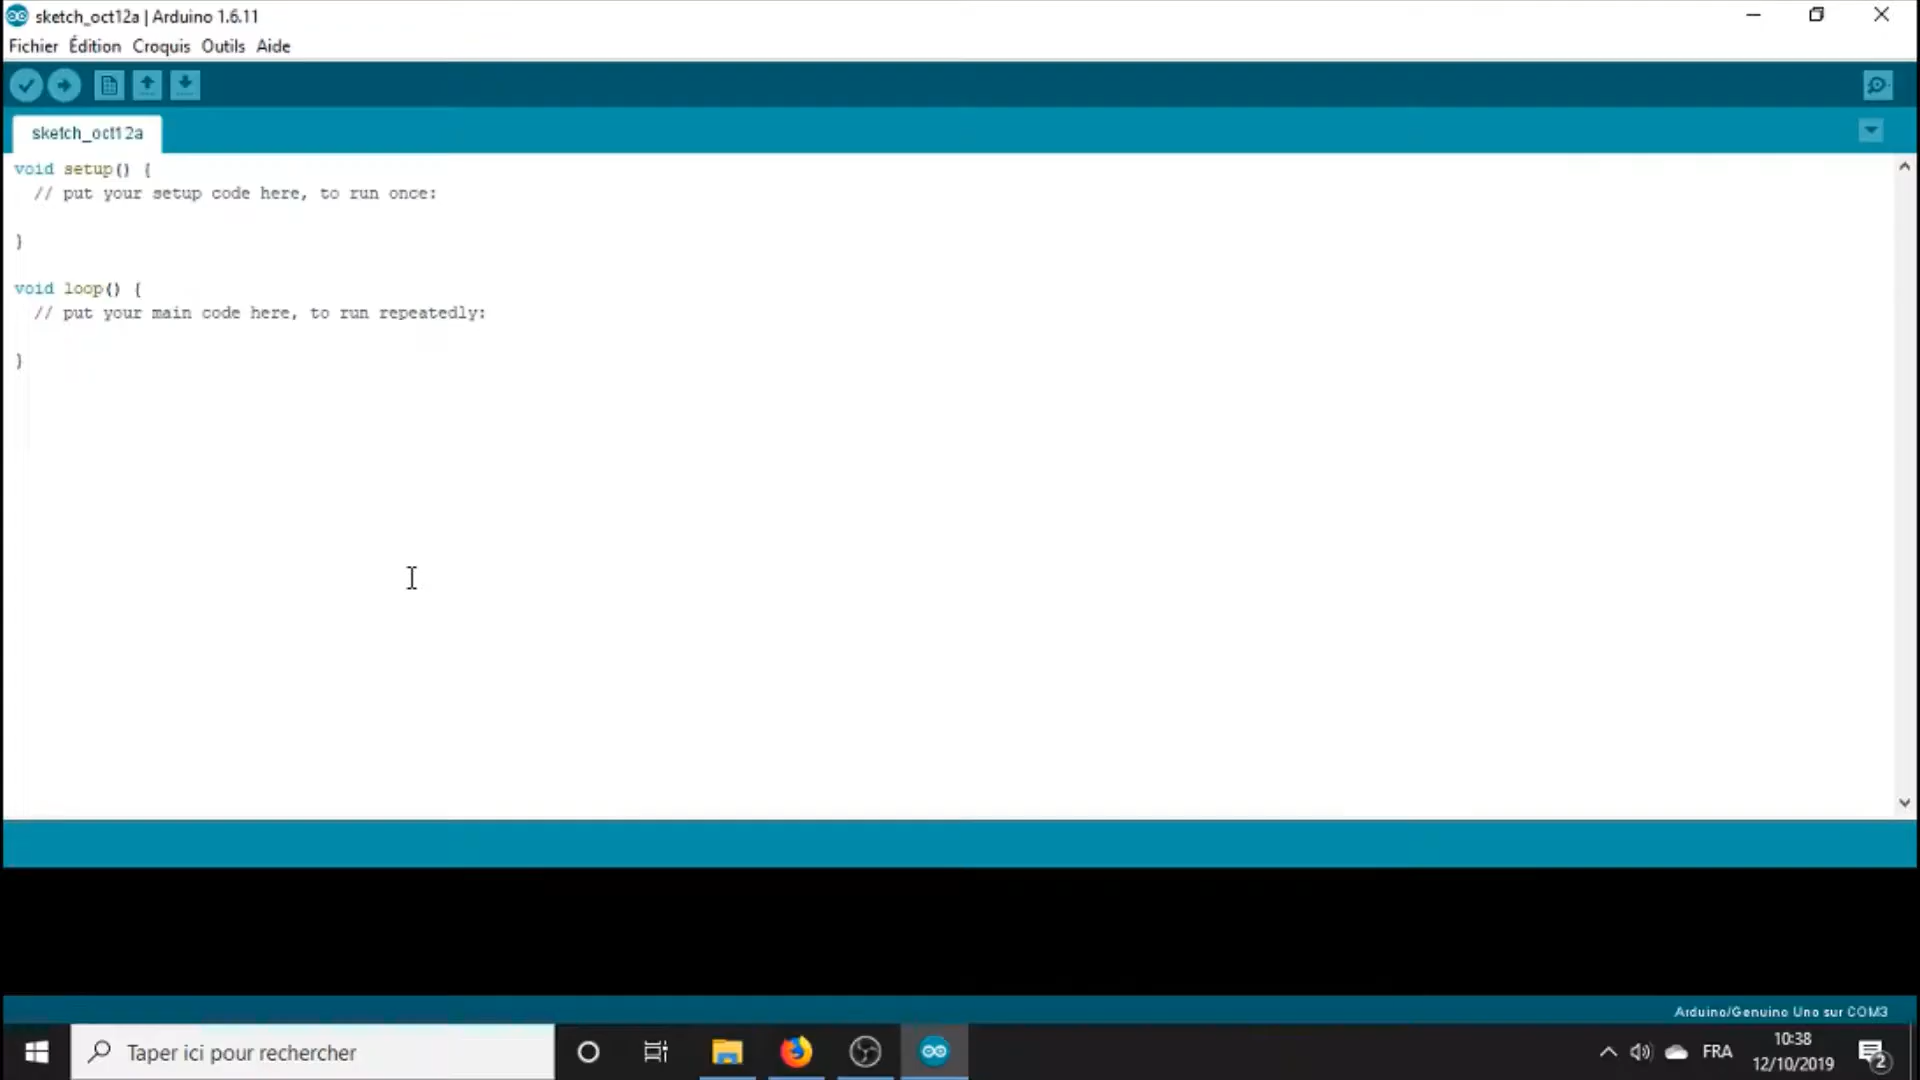 sketch_oct12a | Arduino 1.6.11
Fichier Édition Croquis Outils Aide
sketch_oct12a
void setup() {
// put your setup code here, to run once:
}
void loop() {
// put your main code here, to run repeatedly:
}
Arduino/Genuino Uno sur COM3
Taper ici pour rechercher
FRA
10:38
12/10/2019
2